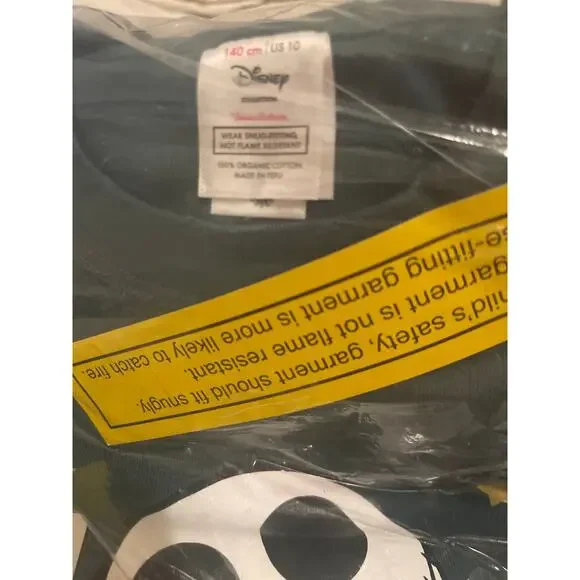 140 cm | US 10
Disney
WEAR SNUG-FITTING,
NOT FLAME RESISTANT
100% ORGANIC COTTON
MADE IN PERU
hild's safety, garment should fit snugly.
garment is not flame resistant.
se-fitting garment is more likely to catch fire.